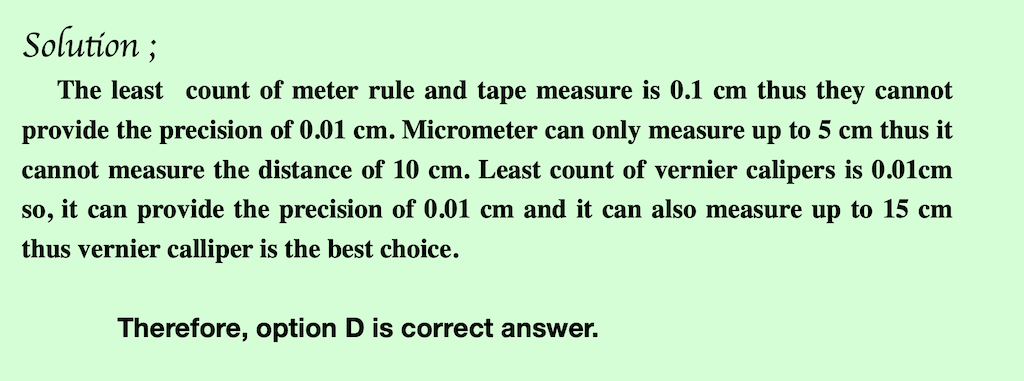 Solution ;
The least count of meter rule and tape measure is 0.1 cm thus they cannot
provide the precision of 0.01 cm. Micrometer can only measure up to 5 cm thus it
cannot measure the distance of 10 cm. Least count of vernier calipers is 0.01cm
so, it can provide the precision of 0.01 cm and it can also measure up to 15 cm
thus vernier calliper is the best choice.
Therefore, option D is correct answer.